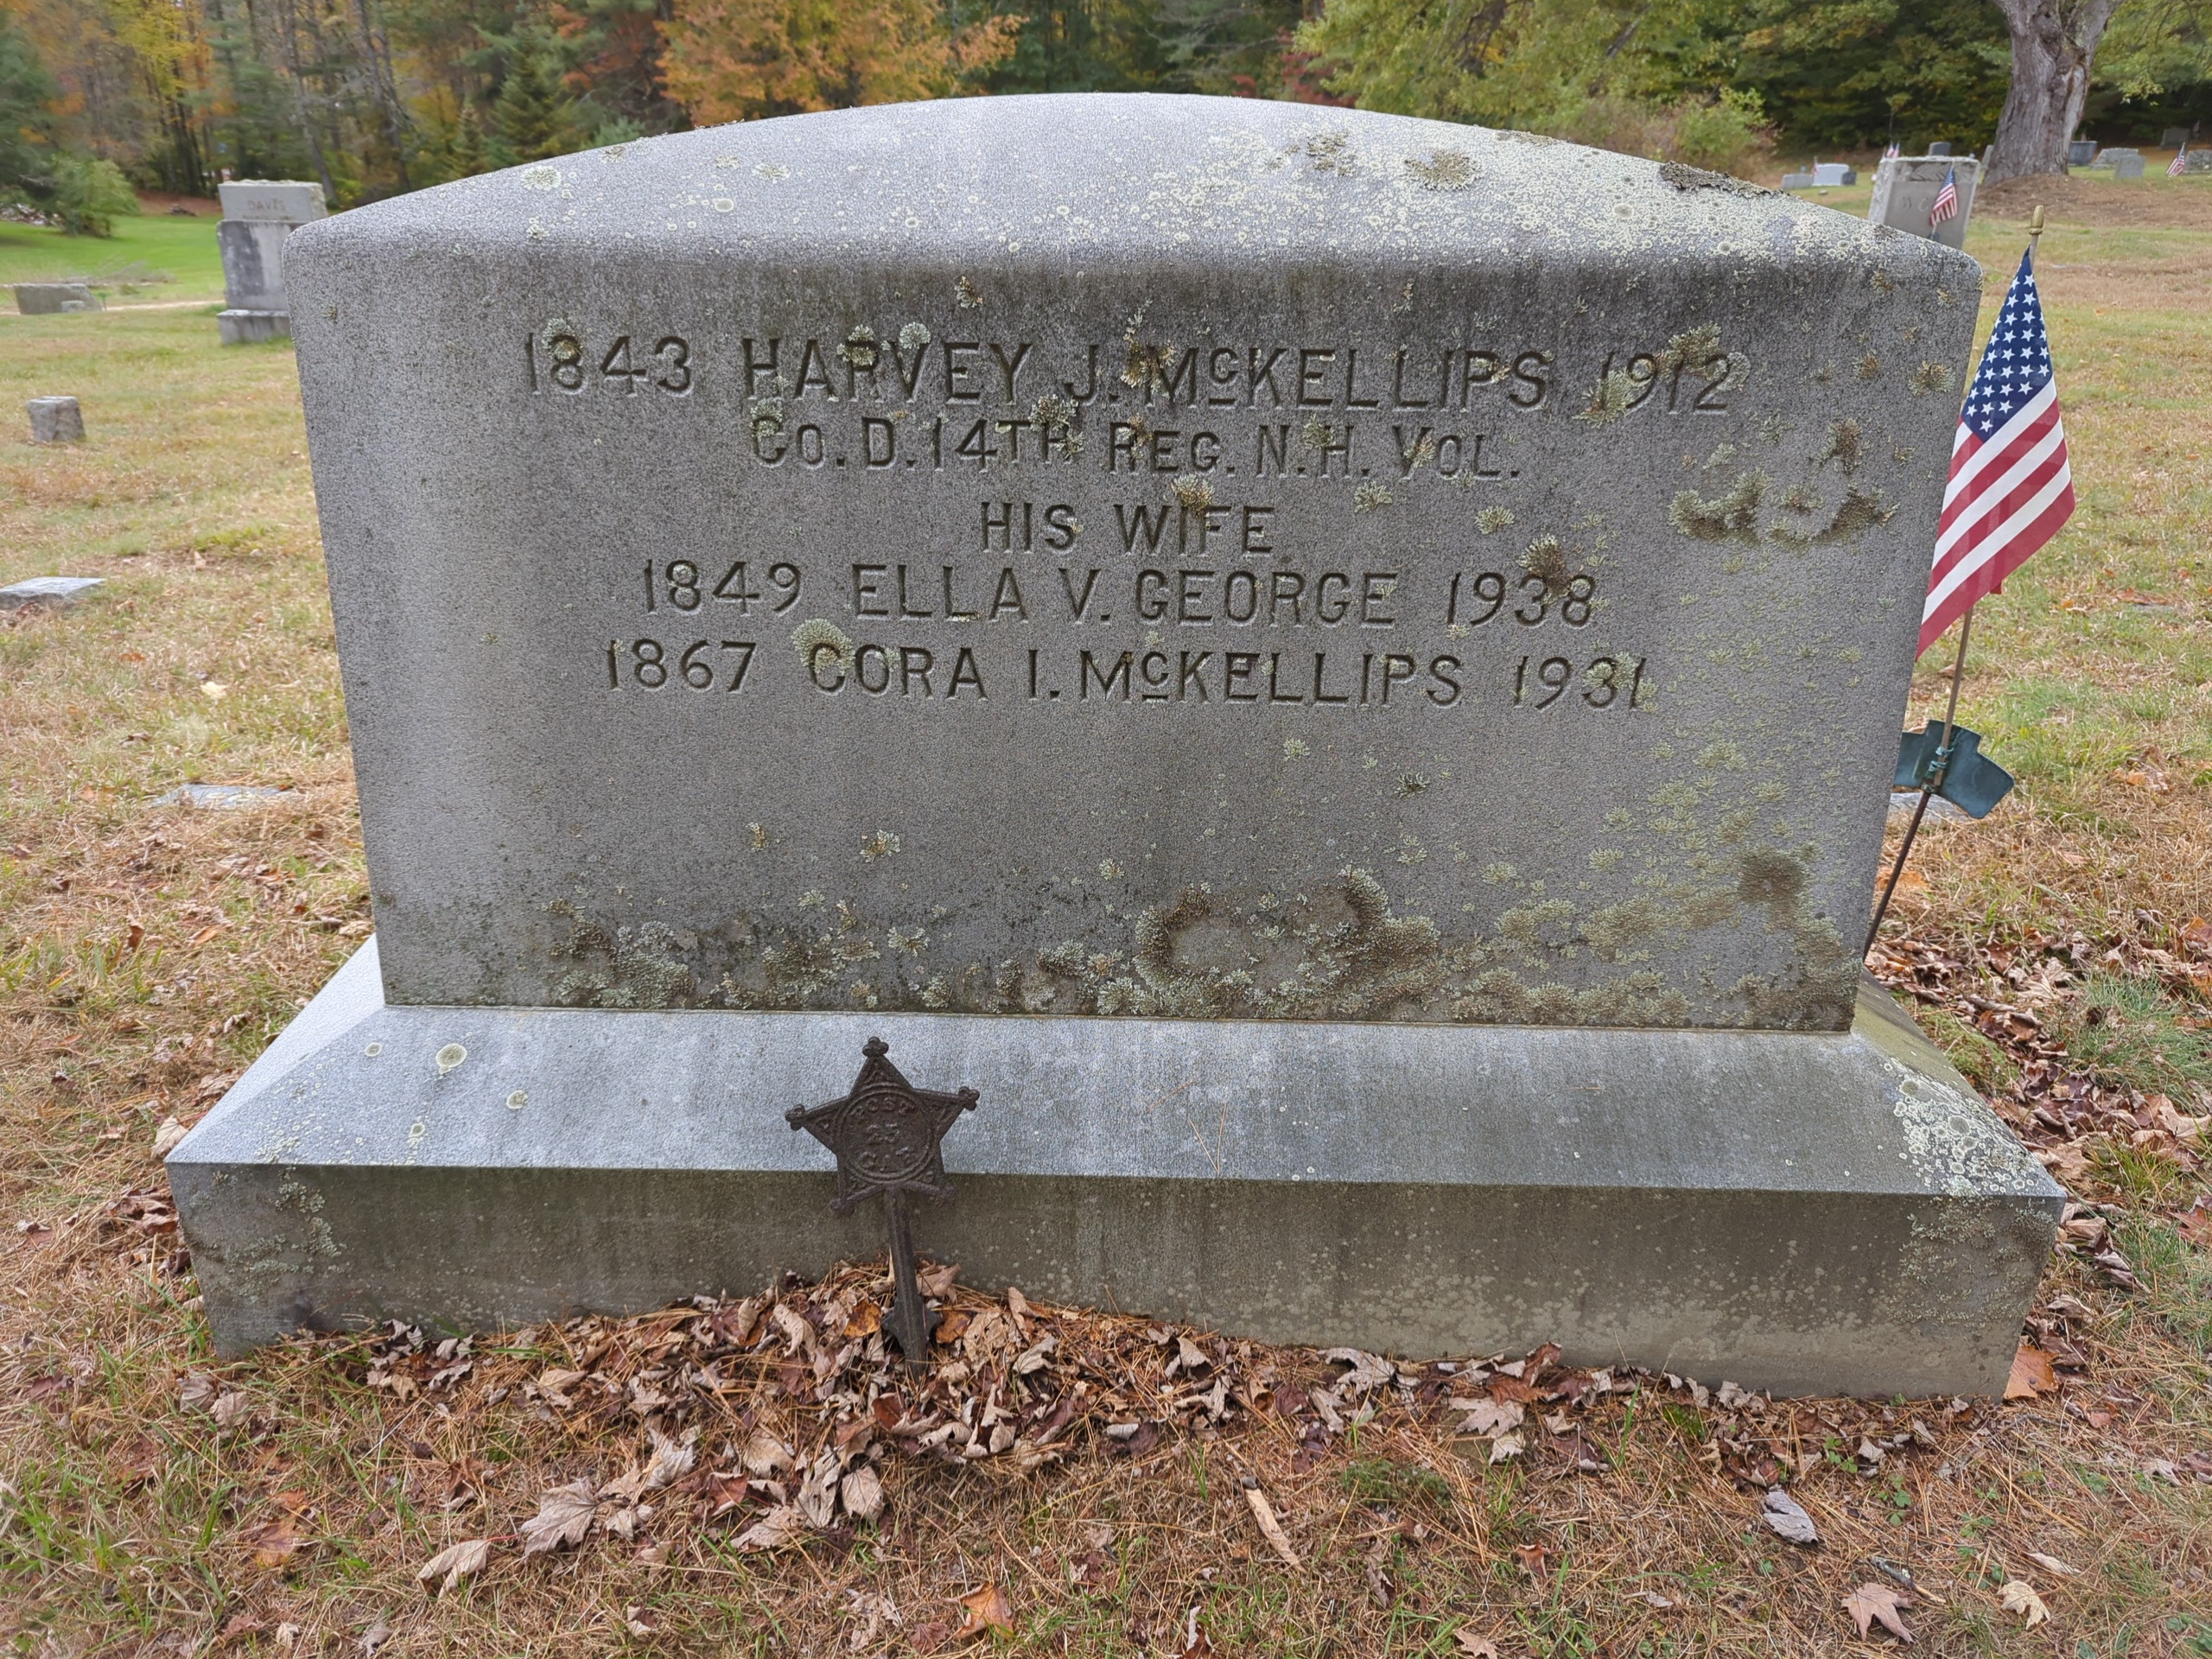 DAVIS
1843 HARVEY J. McKELLIPS 1912
Co. D. 14TH REG. N.H. VOL.
HIS WIFE
1849 ELLA V. GEORGE 1938
1867 CORA I. McKELLIPS 1931
POST
25